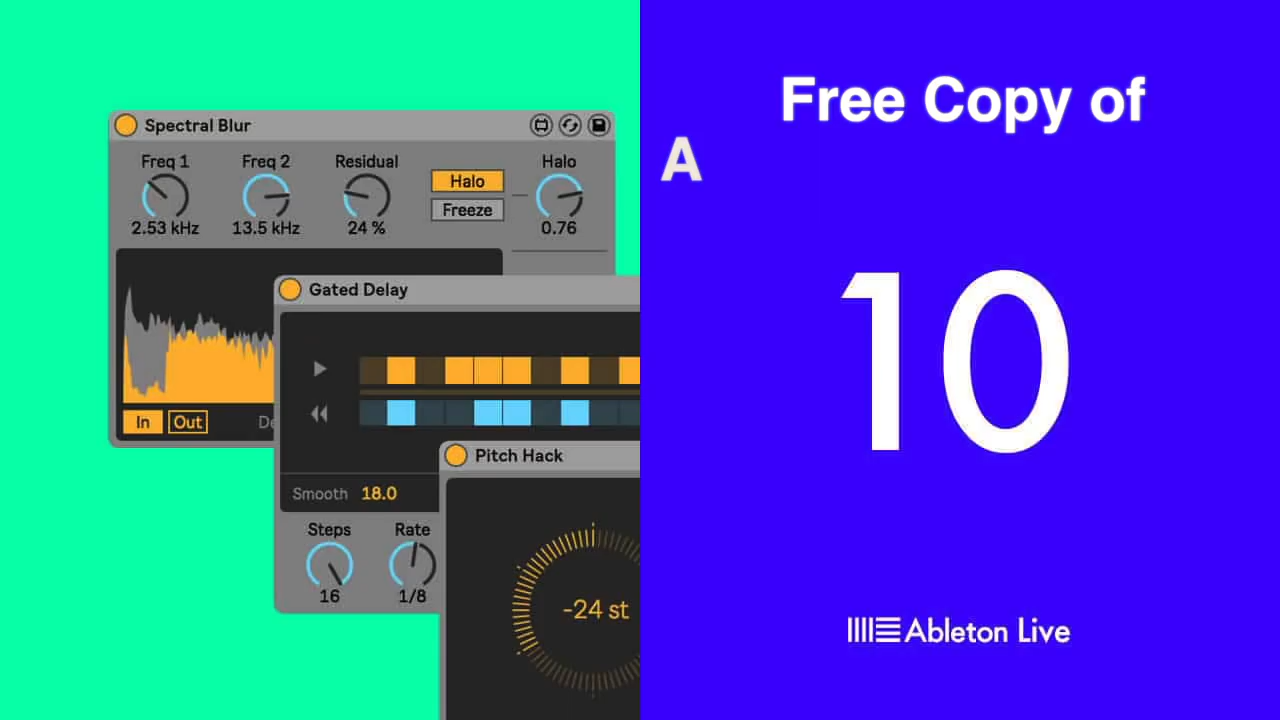 Spectral Blur
Freq 1 Freq 2 Residual Halo
Halo
Freeze
2.53 kHz 13.5 kHz 24 % 0.76
In Out De
Gated Delay
Smooth 18.0
Steps Rate
16 1/8
Pitch Hack
-24 st
Free Copy of
A
10
Ableton Live